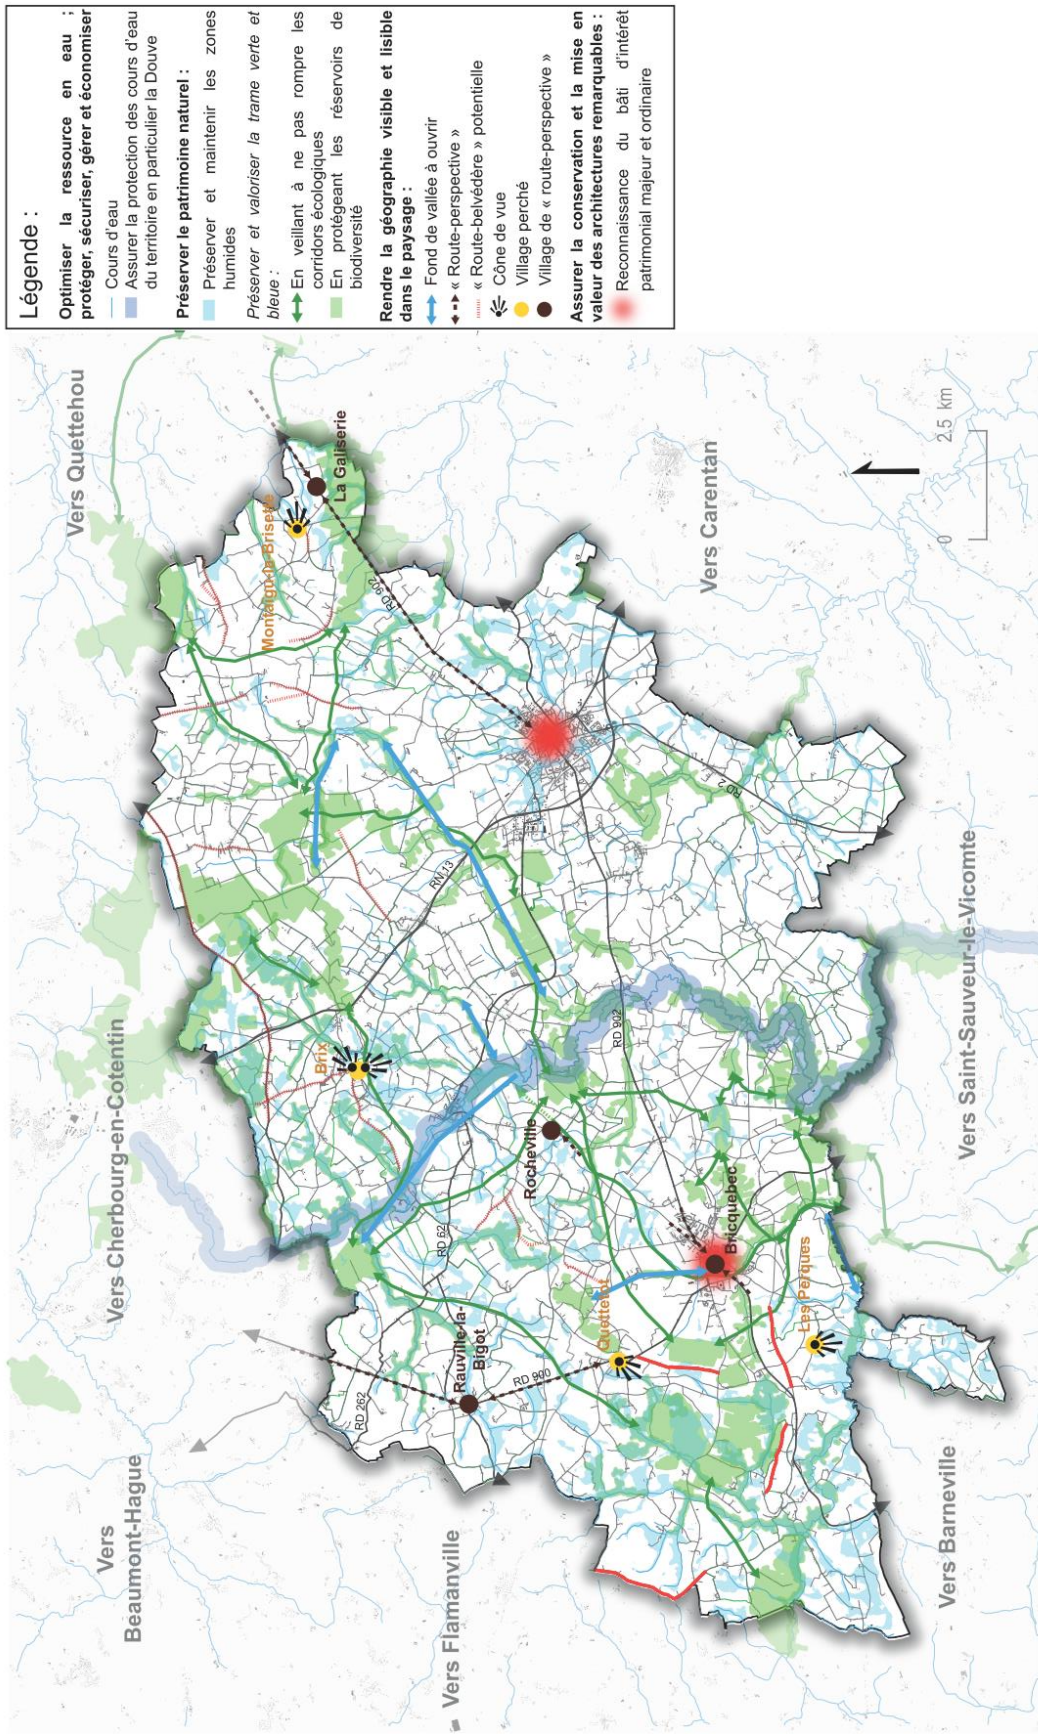 Légende :
Optimiser la ressource en eau ;
protéger, sécuriser, gérer et économiser
Cours d'eau
Assurer la protection des cours d'eau
du territoire en particulier la Douve
Préserver le patrimoine naturel :
Préserver et maintenir les zones
humides
Préserver et valoriser la trame verte et
bleue :
En veillant à ne pas rompre les
corridors écologiques
En protégeant les réservoirs de
biodiversité
Rendre la géographie visible et lisible
dans le paysage :
Fond de vallée à ouvrir
« Route-perspective »
« Route-belvédère » potentielle
Cône de vue
Village perché
Village de « route-perspective »
Assurer la conservation et la mise en
valeur des architectures remarquables :
Reconnaissance du bâti d'intérêt
patrimonial majeur et ordinaire
Vers
Beaumont-Hague
Vers Cherbourg-en-Cotentin
Vers Quettehou
Montaigu-la-Brisette
La Galiserie
Brix
RD 262
RD 62
RN 13
RD 902
Rauville-la-
Bigot
RD 900
Rocheville
Quettetot
RD 902
Vers Flamanville
Bricquebec
RD 2
Les Perques
Vers Carentan
Vers Barneville
Vers Saint-Sauveur-le-Vicomte
0
2.5 km